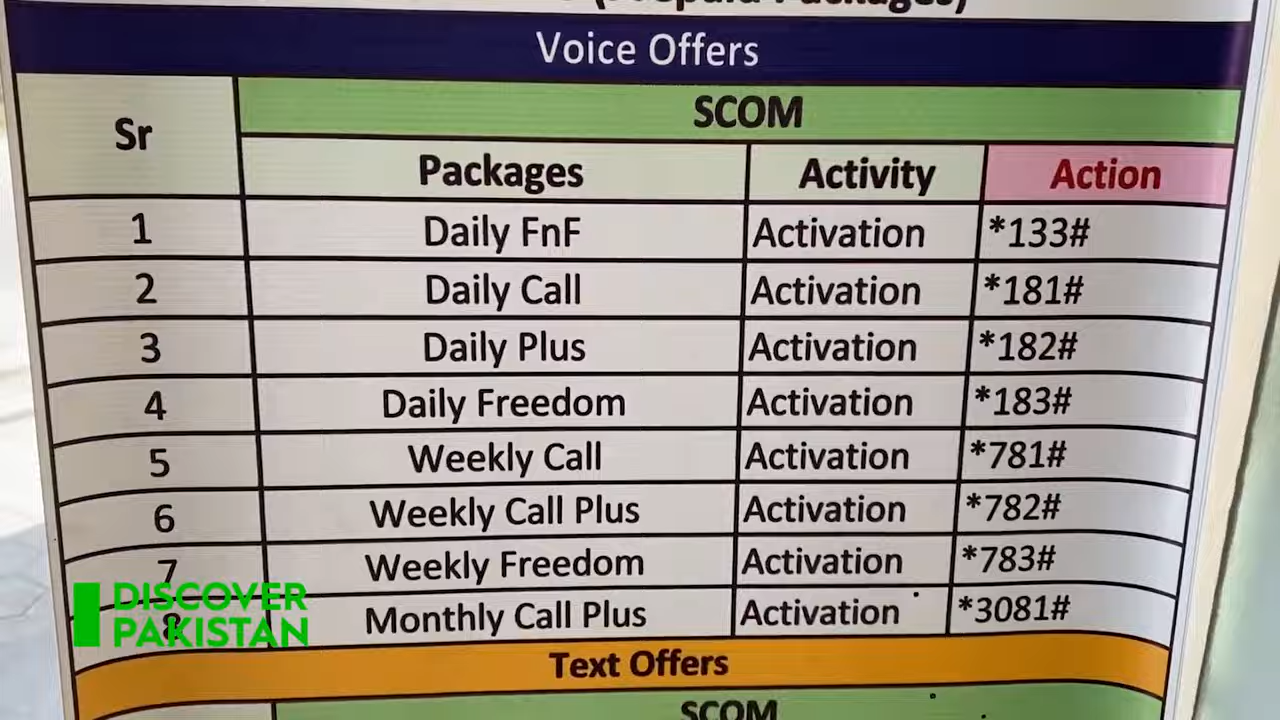 (Prepaid Packages)
Voice Offers
Sr
SCOM
Packages Activity Action
1 Daily FnF Activation *133#
2 Daily Call Activation *181#
3 Daily Plus Activation *182#
4 Daily Freedom Activation *183#
5 Weekly Call Activation *781#
6 Weekly Call Plus Activation *782#
7 Weekly Freedom Activation *783#
8 Monthly Call Plus Activation *3081#
DISCOVER
PAKISTAN
Text Offers
SCOM